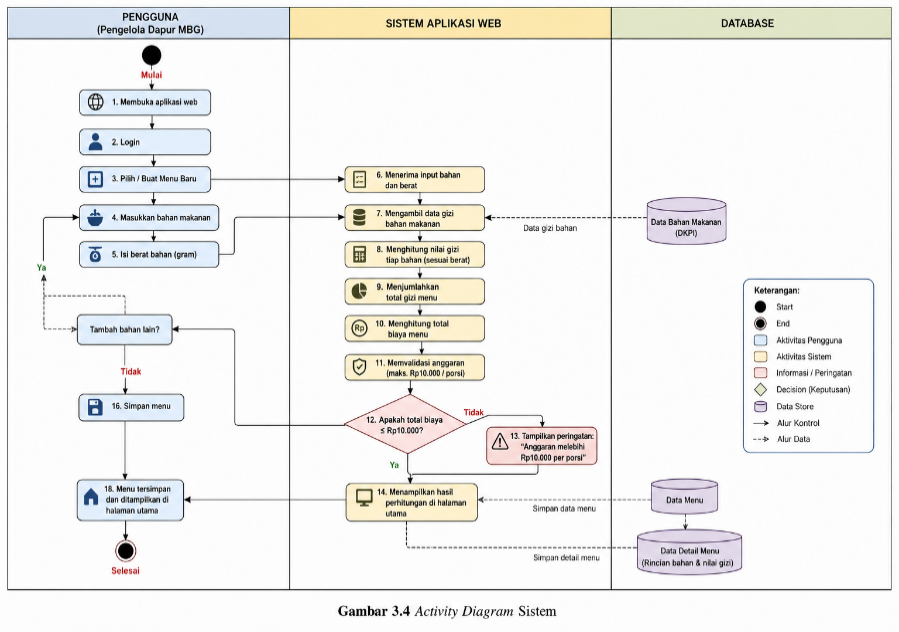 PENGGUNA
(Pengelola Dapur MBG)
SISTEM APLIKASI WEB
DATABASE
Mulai
1. Membuka aplikasi web
2. Login
3. Pilih / Buat Menu Baru
4. Masukkan bahan makanan
5. Isi berat bahan (gram)
Ya
Tambah bahan lain?
Tidak
16. Simpan menu
18. Menu tersimpan
dan ditampilkan di
halaman utama
Selesai
6. Menerima input bahan
dan berat
7. Mengambil data gizi
bahan makanan
8. Menghitung nilai gizi
tiap bahan (sesuai berat)
9. Menjumlahkan
total gizi menu
Rp
10. Menghitung total
biaya menu
11. Memvalidasi anggaran
(maks. Rp10.000 / porsi)
12. Apakah total biaya
≤ Rp10.000?
Tidak
Ya
13. Tampilkan peringatan:
"Anggaran melebihi
Rp10.000 per porsi"
14. Menampilkan hasil
perhitungan di halaman
utama
Data gizi bahan
Data Bahan Makanan
(DKPI)
Simpan data menu
Data Menu
Simpan detail menu
Data Detail Menu
(Rincian bahan & nilai gizi)
Keterangan:
Start
End
Aktivitas Pengguna
Aktivitas Sistem
Informasi / Peringatan
Decision (Keputusan)
Data Store
Alur Kontrol
Alur Data
Gambar 3.4 Activity Diagram Sistem